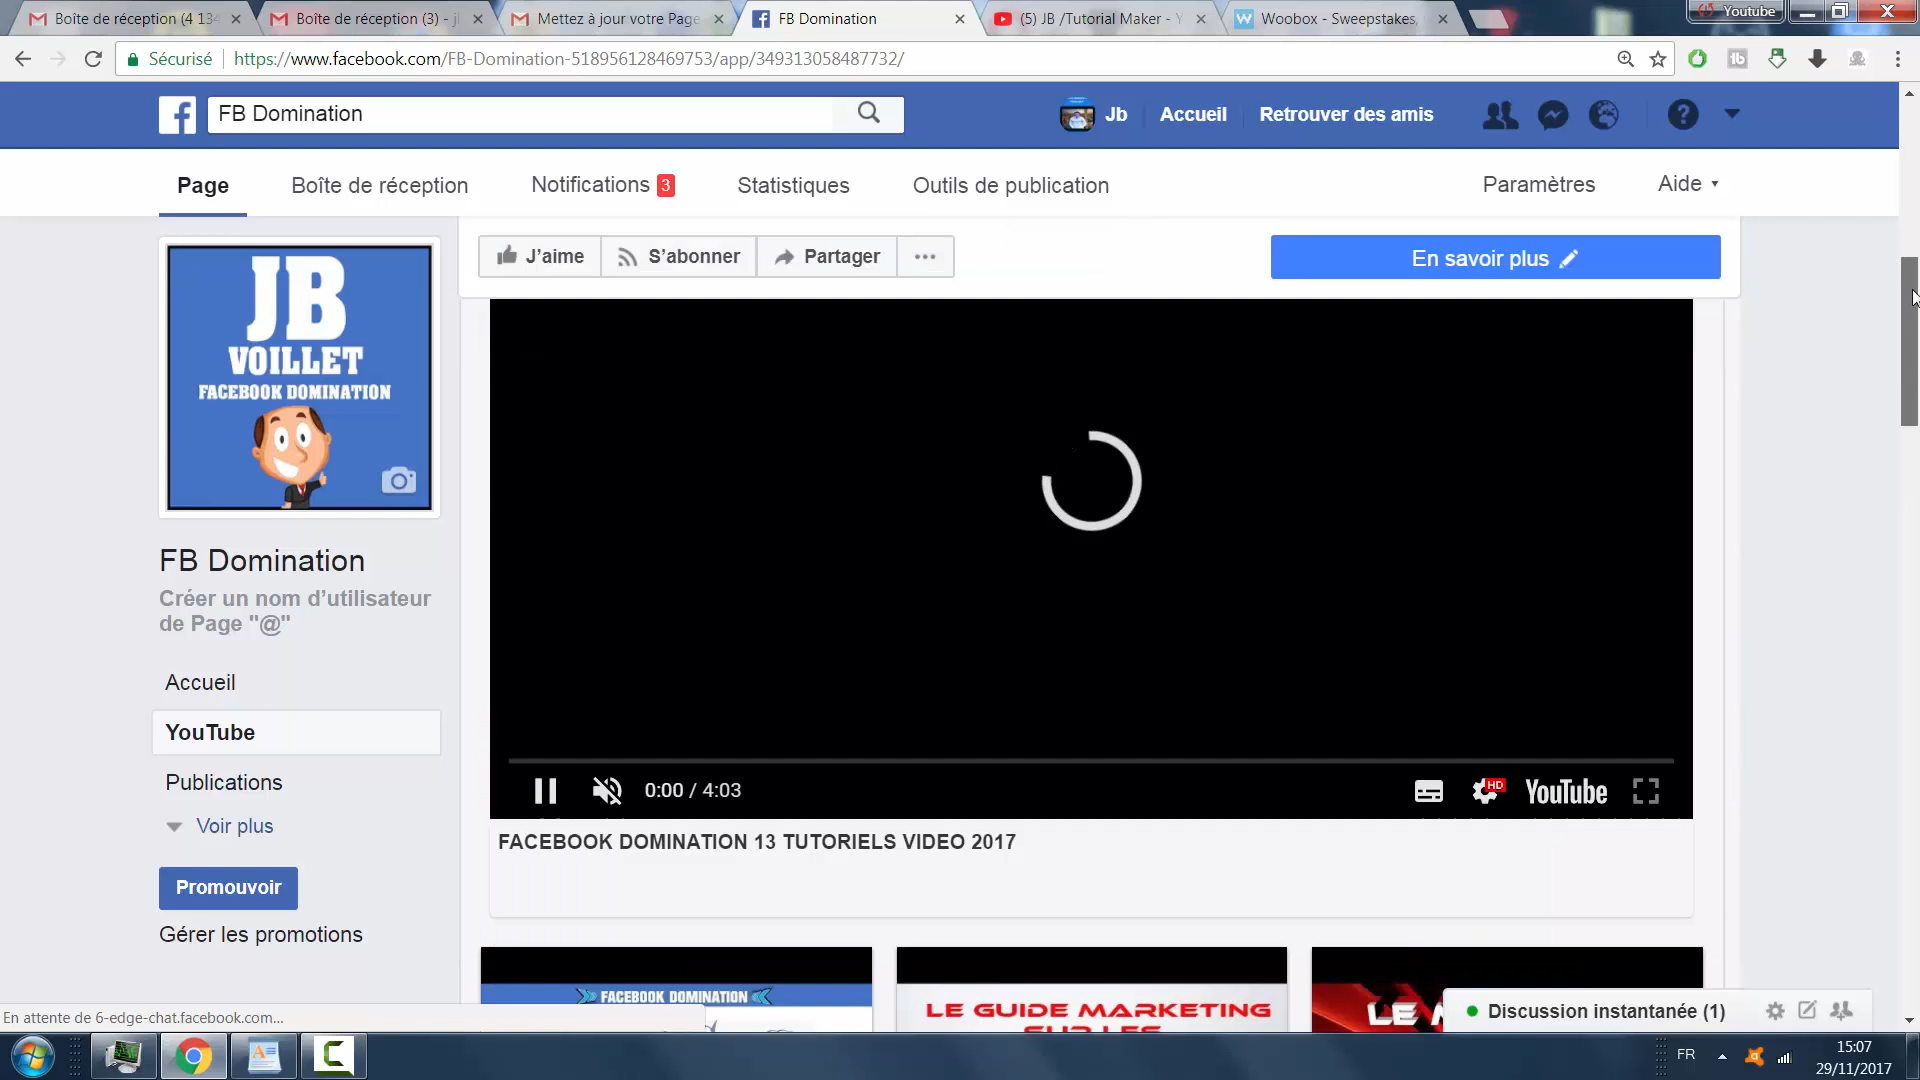 Boîte de réception (4 134
Boîte de réception (3) - jl
Mettez à jour votre Page
FB Domination
(5) JB /Tutorial Maker - Y
Woobox - Sweepstakes,
Youtube
Sécurisé
https://www.facebook.com/FB-Domination-518956128469753/app/349313058487732/
FB Domination
Jb
Accueil
Retrouver des amis
Page
Boîte de réception
Notifications 3
Statistiques
Outils de publication
Paramètres
Aide
J’aime
S’abonner
Partager
En savoir plus
JB
VOILLET
FACEBOOK DOMINATION
FB Domination
Créer un nom d’utilisateur
de Page "@"
Accueil
YouTube
Publications
Voir plus
Promouvoir
Gérer les promotions
0:00 / 4:03
HD
YouTube
FACEBOOK DOMINATION 13 TUTORIELS VIDEO 2017
FACEBOOK DOMINATION
LE GUIDE MARKETING
SUR LES
LE
Discussion instantanée (1)
En attente de 6-edge-chat.facebook.com...
FR
15:07
29/11/2017